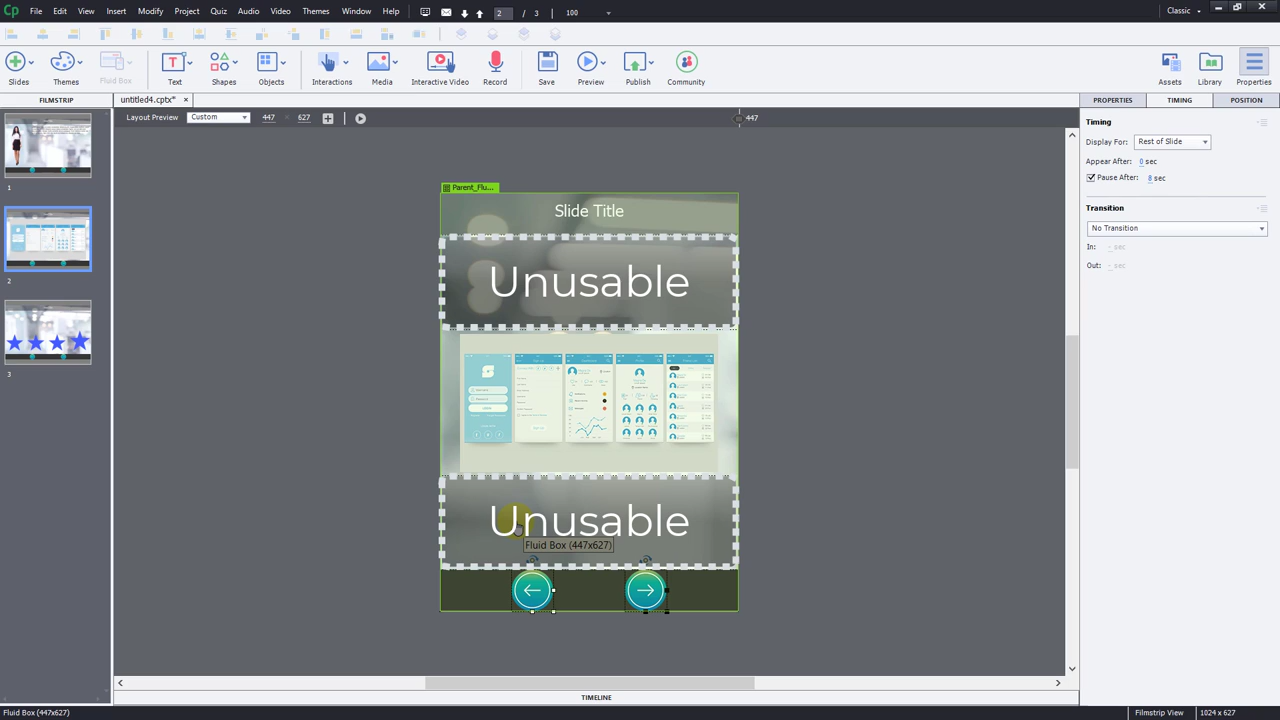 Cp File Edit View Insert Modify Project Quiz Audio Video Themes Window Help 2 / 3 100 Classic
Slides Themes Fluid Box Text Shapes Objects Interactions Media Interactive Video Record Save Preview Publish Community Assets Library Properties
FILMSTRIP untitled4.cptx* × PROPERTIES TIMING POSITION
Layout Preview Custom 447 × 627 447
Timing
Display For: Rest of Slide
Appear After: 0 sec
Pause After: 8 sec
Transition
No Transition
In: - sec
Out: - sec
1
2
3
Parent_Flu...
Slide Title
Unusable
Unusable
Fluid Box (447x627)
TIMELINE
Fluid Box (447x627) Filmstrip View 1024 x 627